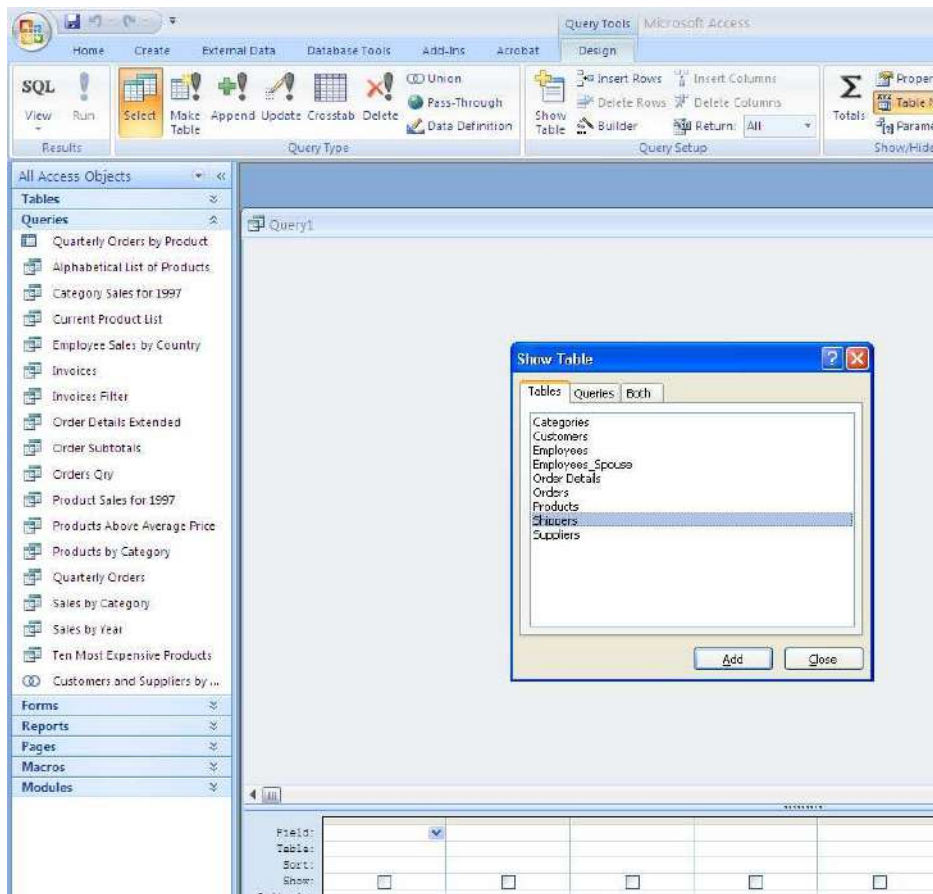 Query Tools Microsoft Access
Home Create External Data Database Tools Add-Ins Acrobat Design
SQL
View
Run
Results
Select
Make Table
Append
Update
Crosstab
Delete
Union
Pass-Through
Data Definition
Query Type
Show Table
Insert Rows
Delete Rows
Builder
Insert Columns
Delete Columns
Return: All
Query Setup
Σ
Totals
Proper
Table N
Parame
Show/Hide
All Access Objects
Tables
Queries
Quarterly Orders by Product
Alphabetical List of Products
Category Sales for 1997
Current Product List
Employee Sales by Country
Invoices
Invoices Filter
Order Details Extended
Order Subtotals
Orders Qry
Product Sales for 1997
Products Above Average Price
Products by Category
Quarterly Orders
Sales by Category
Sales by Year
Ten Most Expensive Products
Customers and Suppliers by ...
Forms
Reports
Pages
Macros
Modules
Query1
Show Table
Tables Queries Both
Categories
Customers
Employees
Employees_Spouse
Order Details
Orders
Products
Shippers
Suppliers
Add Close
Field:
Table:
Sort:
Show: